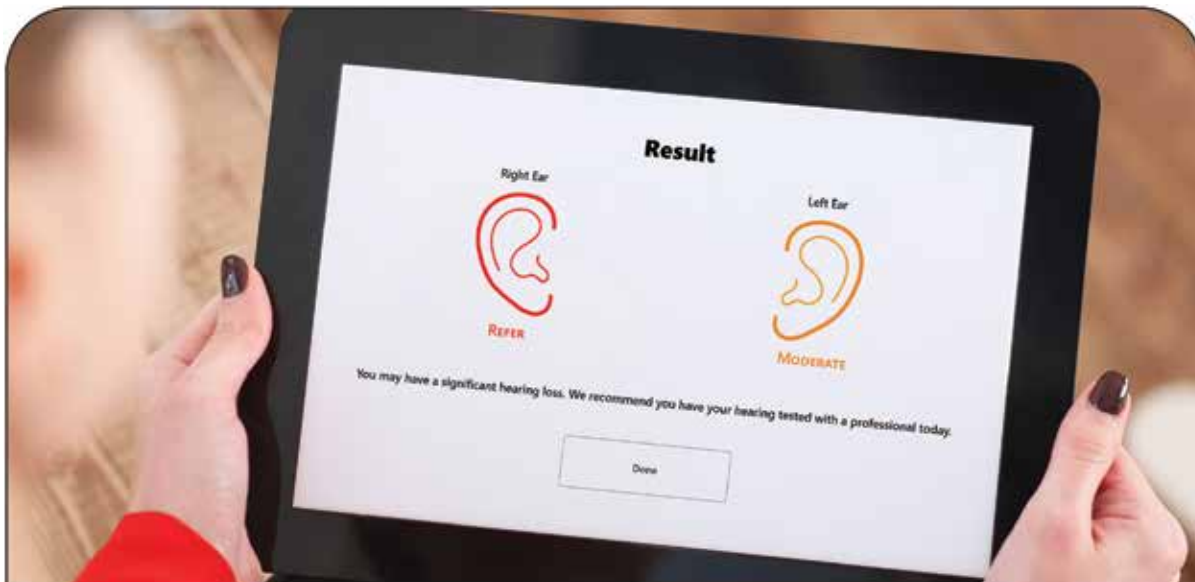 Result
Right Ear
Left Ear
REFER
MODERATE
You may have a significant hearing loss. We recommend you have your hearing tested with a professional today.
Done